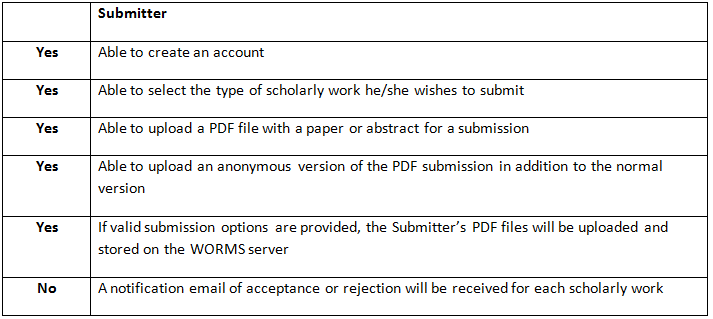 Submitter
Yes Able to create an account
Yes Able to select the type of scholarly work he/she wishes to submit
Yes Able to upload a PDF file with a paper or abstract for a submission
Yes Able to upload an anonymous version of the PDF submission in addition to the normal
version
Yes If valid submission options are provided, the Submitter's PDF files will be uploaded and
stored on the WORMS server
No A notification email of acceptance or rejection will be received for each scholarly work